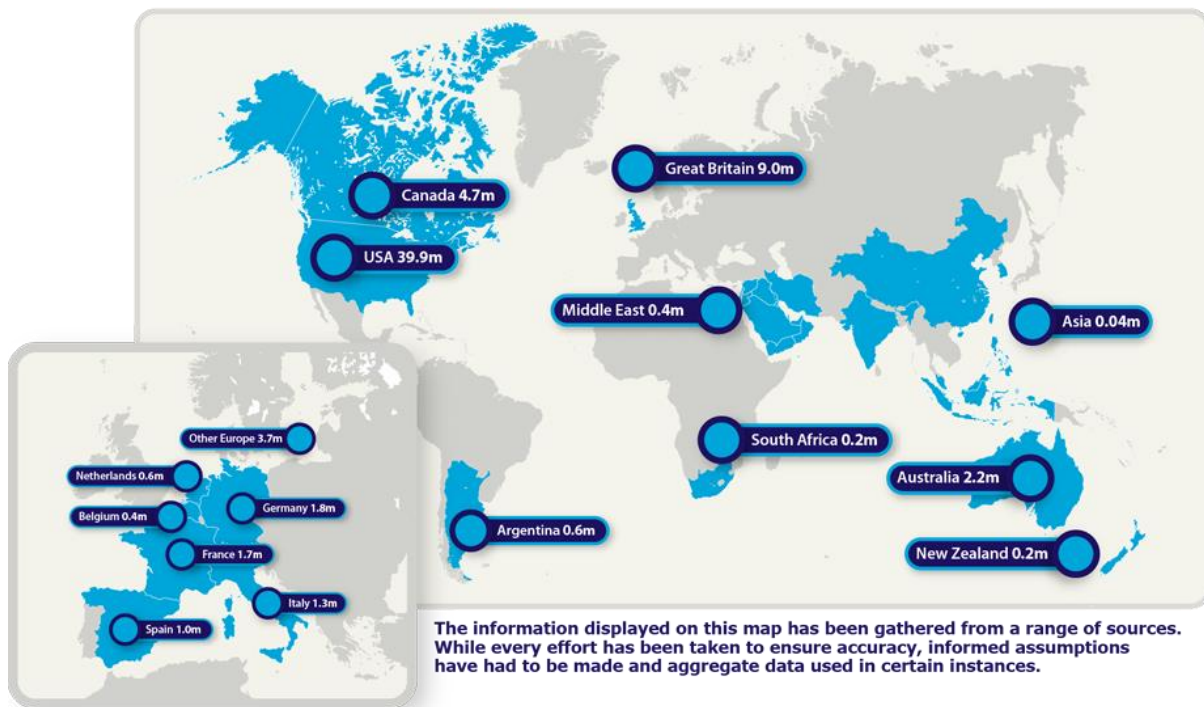 Great Britain 9.0m
Canada 4.7m
USA 39.9m
Middle East 0.4m
Asia 0.04m
South Africa 0.2m
Australia 2.2m
Argentina 0.6m
New Zealand 0.2m
Other Europe 3.7m
Netherlands 0.6m
Germany 1.8m
Belgium 0.4m
France 1.7m
Italy 1.3m
Spain 1.0m
The information displayed on this map has been gathered from a range of sources.
While every effort has been taken to ensure accuracy, informed assumptions
have had to be made and aggregate data used in certain instances.